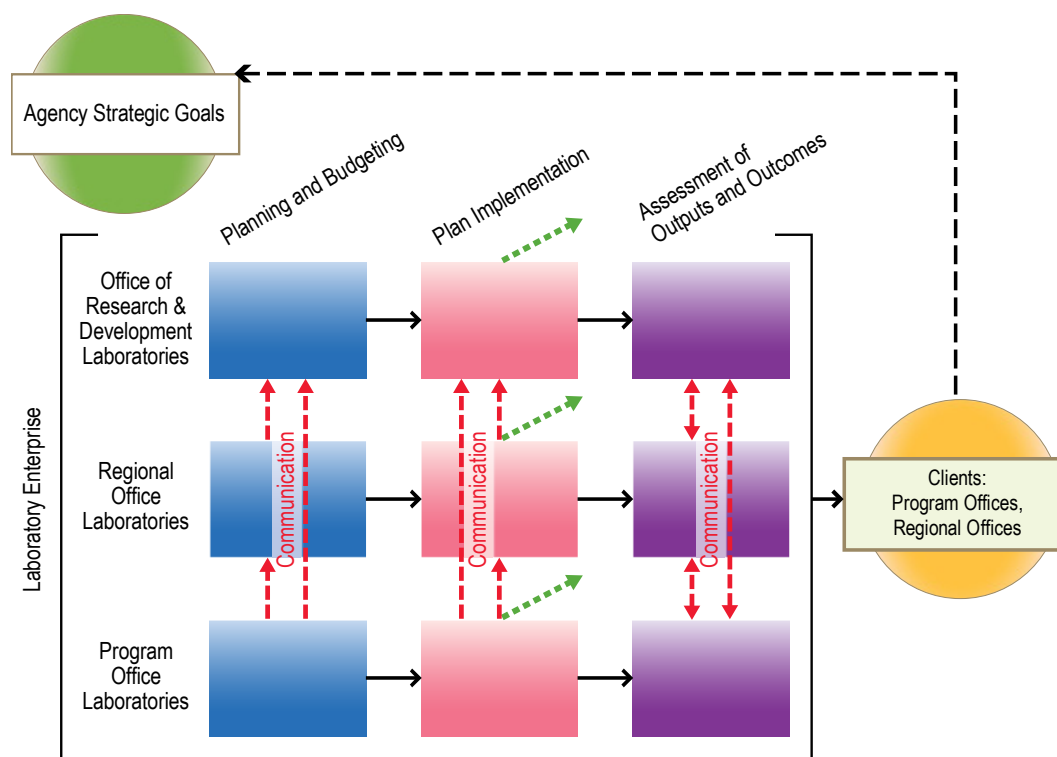 Agency Strategic Goals
Planning and Budgeting
Plan Implementation
Assessment of
Outputs and Outcomes
Laboratory Enterprise
Office of
Research &
Development
Laboratories
Communication
Communication
Communication
Regional
Office
Laboratories
Clients:
Program Offices,
Regional Offices
Program
Office
Laboratories